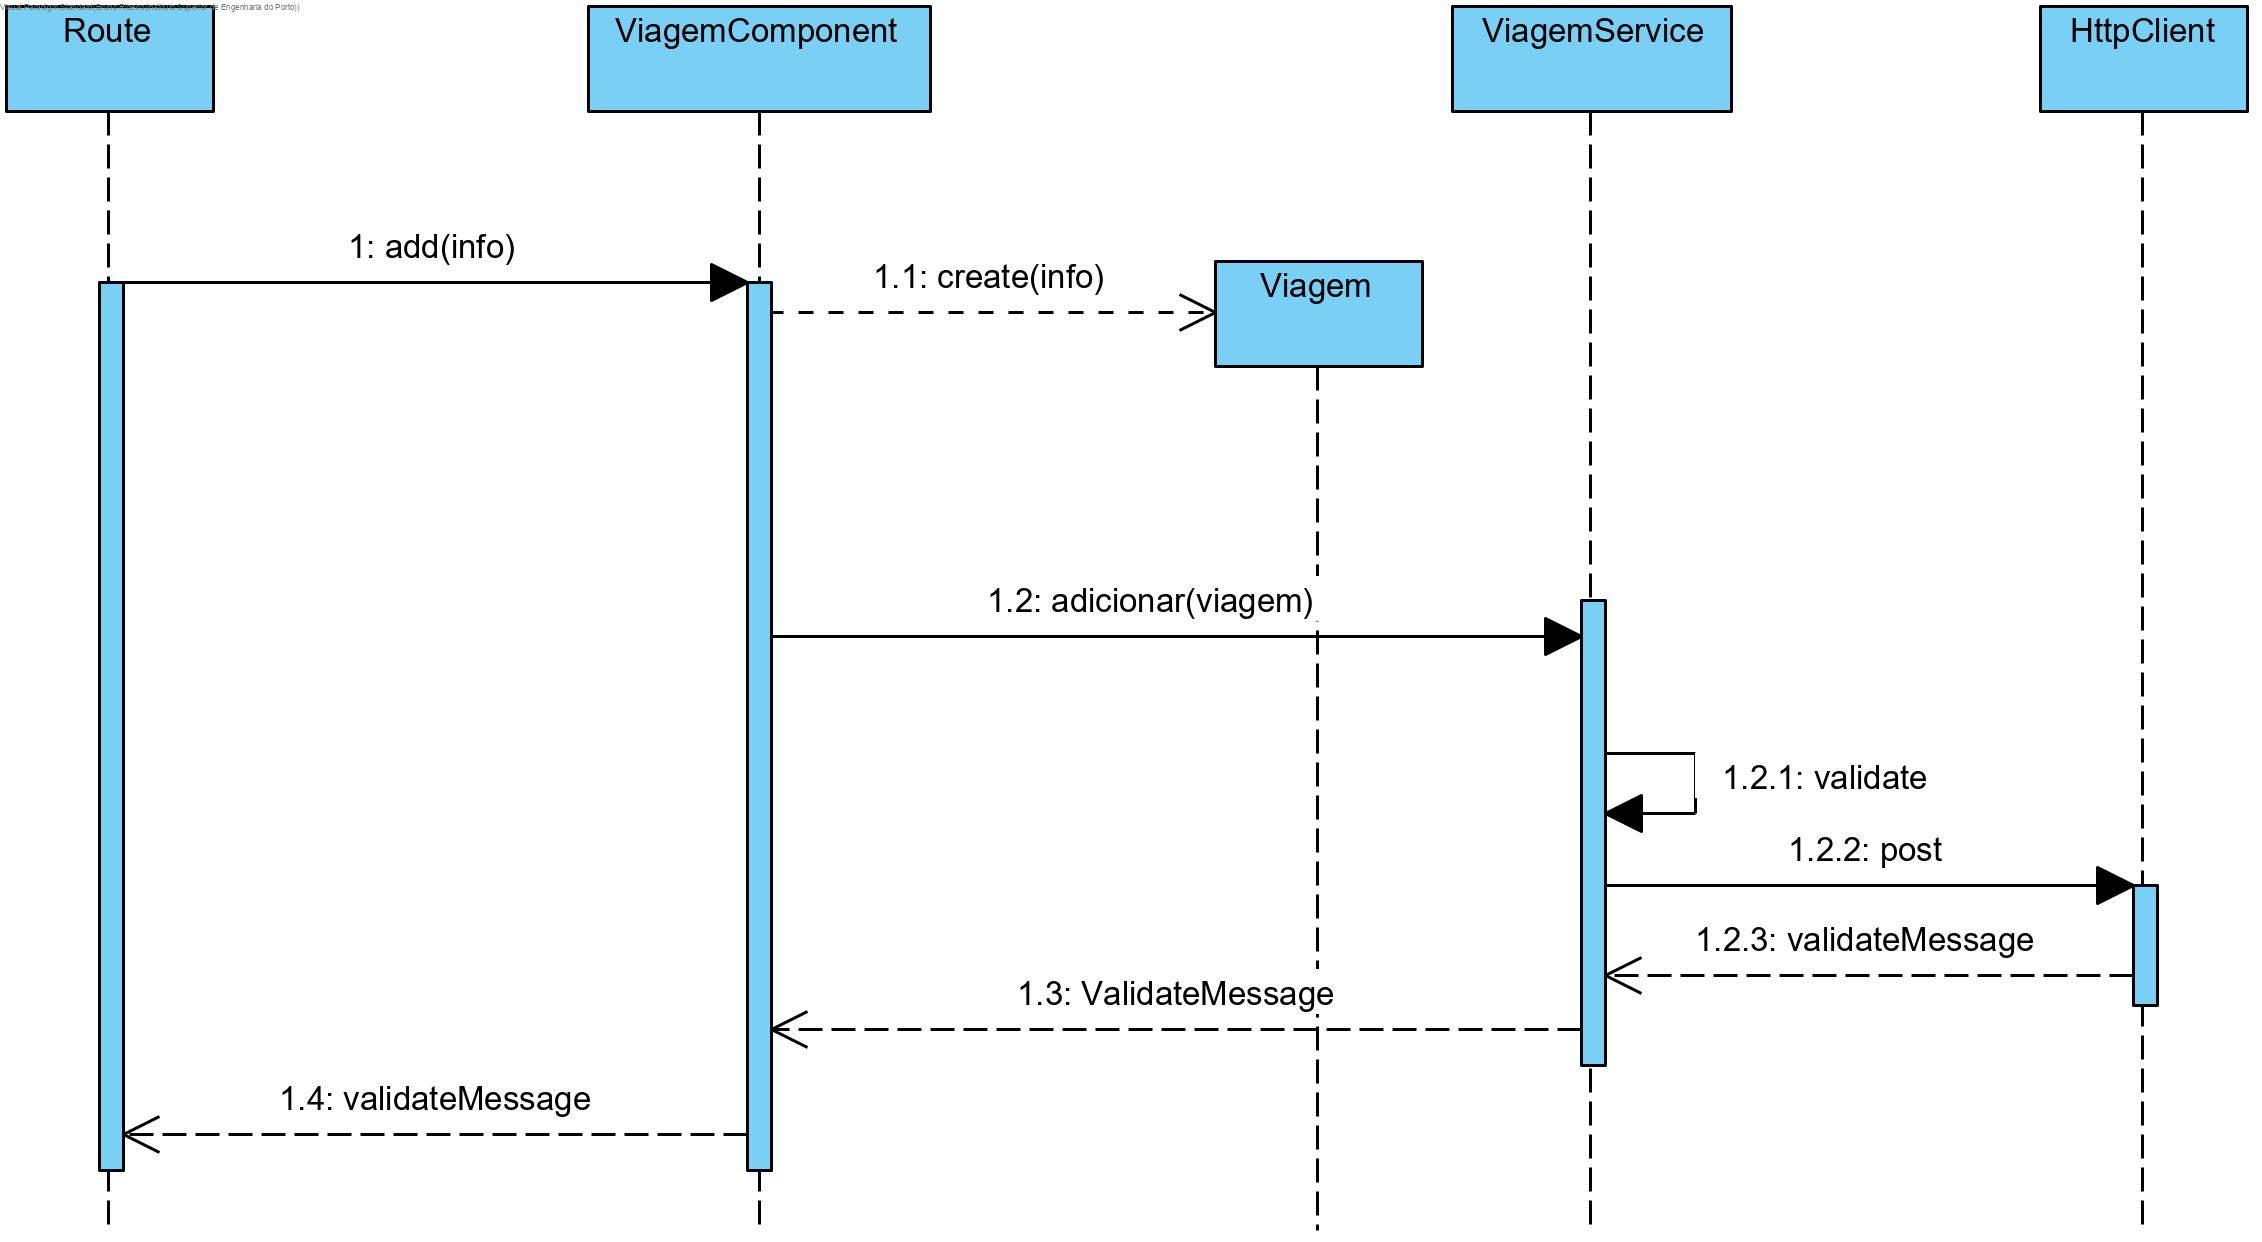 de Engenharia do Porto))
Route
ViagemComponent
ViagemService
HttpClient
1: add(info)
1.1: create(info)
Viagem
1.2: adicionar(viagem)
1.2.1: validate
1.2.2: post
1.2.3: validateMessage
1.3: ValidateMessage
1.4: validateMessage